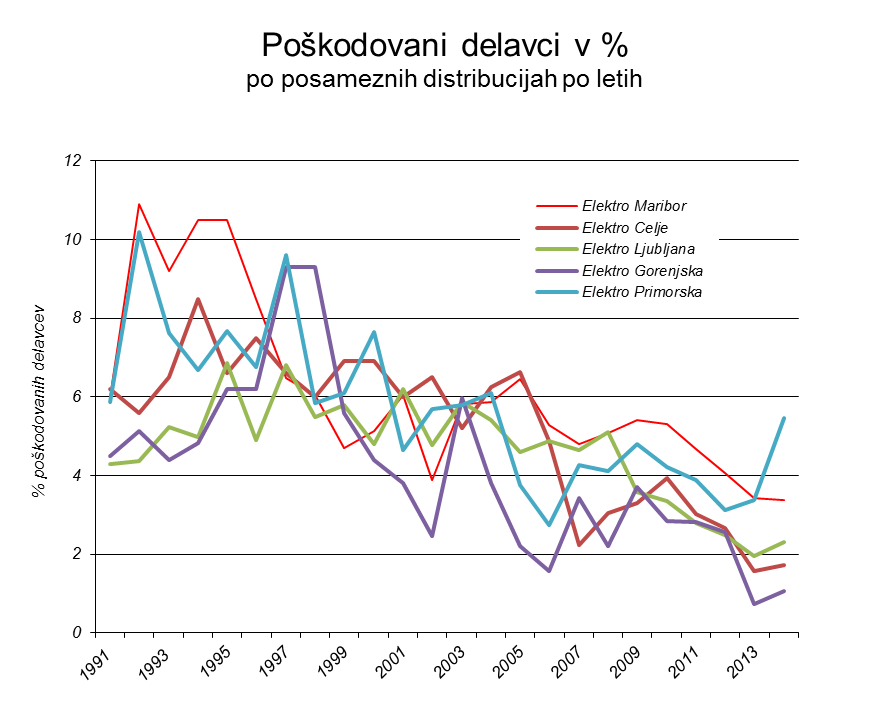 Poškodovani delavci v %
po posameznih distribucijah po letih
% poškodovanih delavcev
12
10
8
6
4
2
0
Elektro Maribor
Elektro Celje
Elektro Ljubljana
Elektro Gorenjska
Elektro Primorska
1991
1993
1995
1997
1999
2001
2003
2005
2007
2009
2011
2013